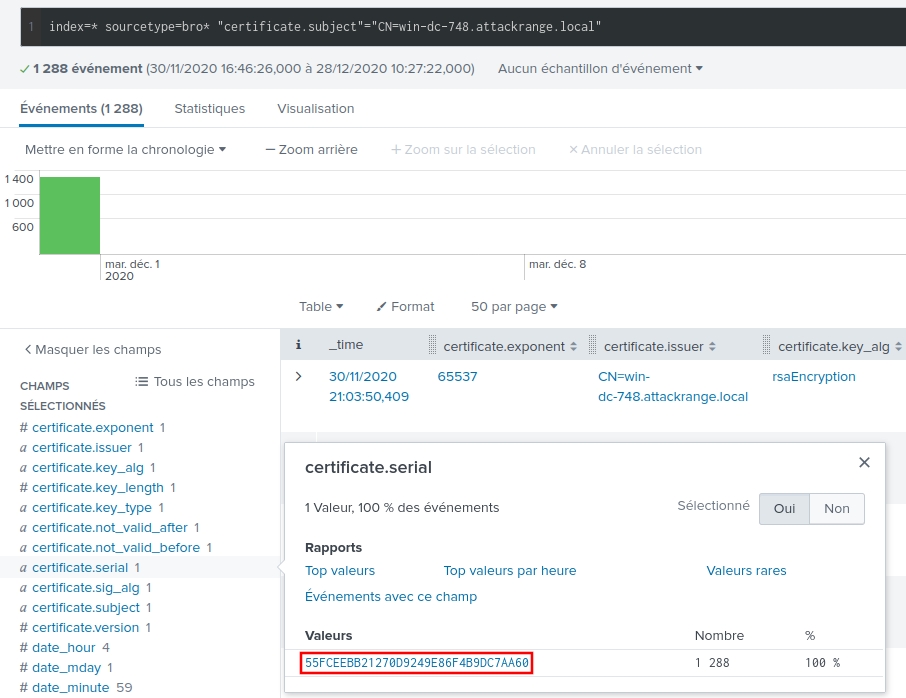 1 index=* sourcetype=bro* "certificate.subject"="CN=win-dc-748.attackrange.local"
✓ 1 288 événement (30/11/2020 16:46:26,000 à 28/12/2020 10:27:22,000) Aucun échantillon d'événement ▾
Événements (1 288) Statistiques Visualisation
Mettre en forme la chronologie ▾ — Zoom arrière + Zoom sur la sélection × Annuler la sélection
1 400
1 000
600
mar. déc. 1 mar. déc. 8
2020
Table ▾ Format 50 par page ▾
< Masquer les champs
Tous les champs
CHAMPS
SÉLECTIONNÉS
# certificate.exponent 1
a certificate.issuer 1
a certificate.key_alg 1
# certificate.key_length 1
a certificate.key_type 1
a certificate.not_valid_after 1
a certificate.not_valid_before 1
a certificate.serial 1
a certificate.sig_alg 1
a certificate.subject 1
# certificate.version 1
# date_hour 4
# date_mday 1
# date_minute 59
i _time certificate.exponent certificate.issuer certificate.key_alg
> 30/11/2020 65537 CN=win- rsaEncryption
21:03:50,409 dc-748.attackrange.local
certificate.serial ×
1 Valeur, 100 % des événements Sélectionné Oui Non
Rapports
Top valeurs Top valeurs par heure Valeurs rares
Événements avec ce champ
Valeurs Nombre %
55FCEEBB21270D9249E86F4B9DC7AA60 1 288 100 %